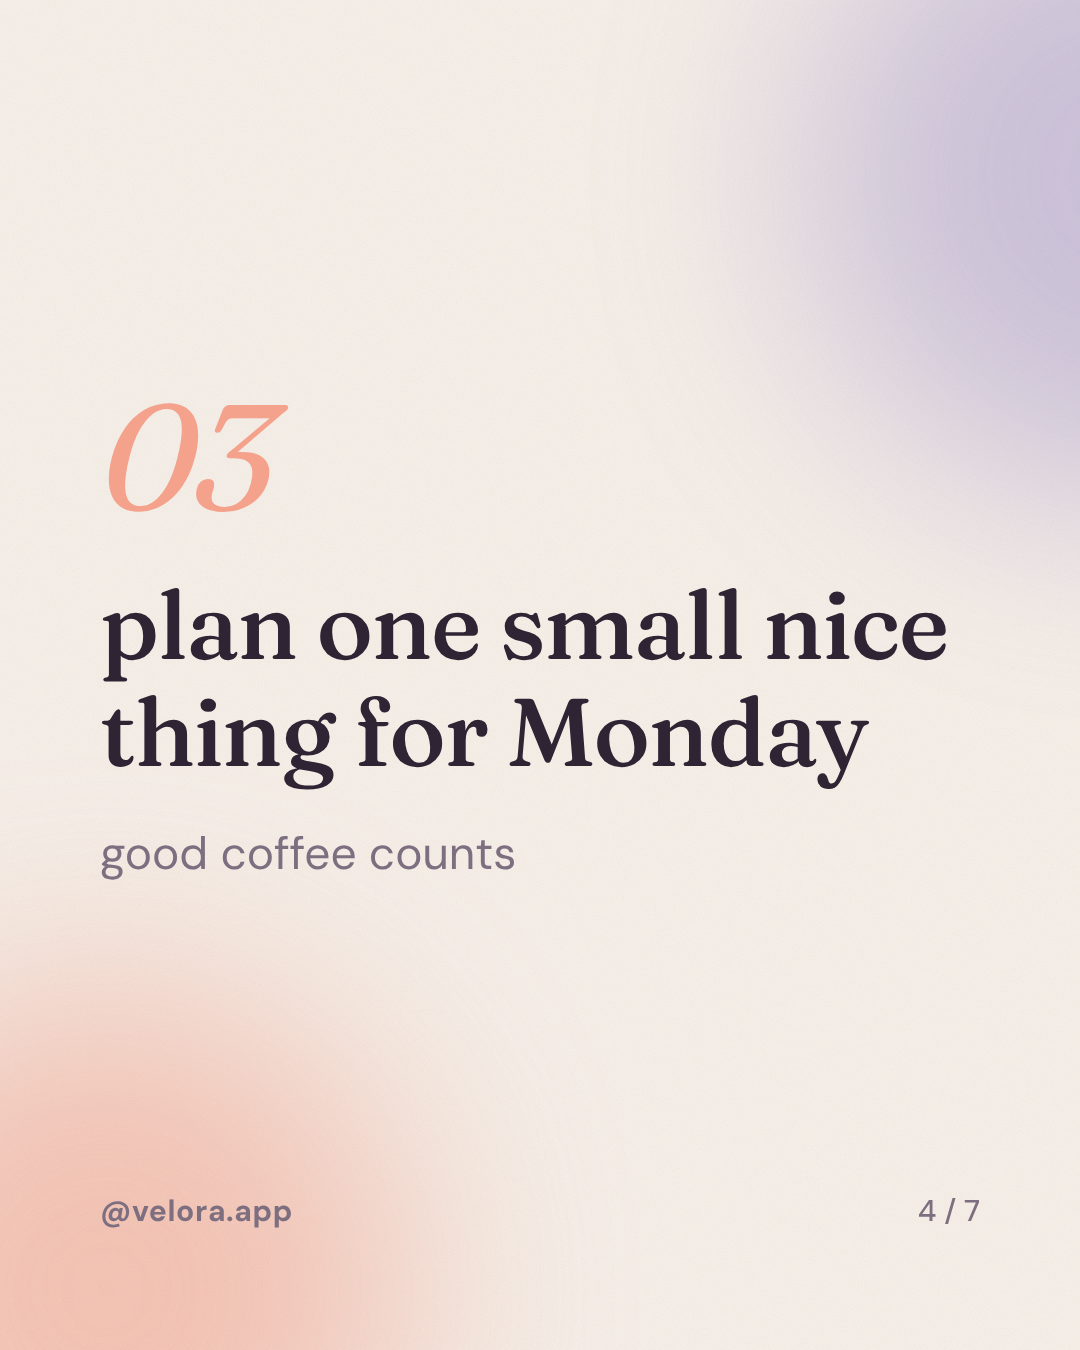 03
plan one small nice
thing for Monday
good coffee counts
@velora.app
4 / 7